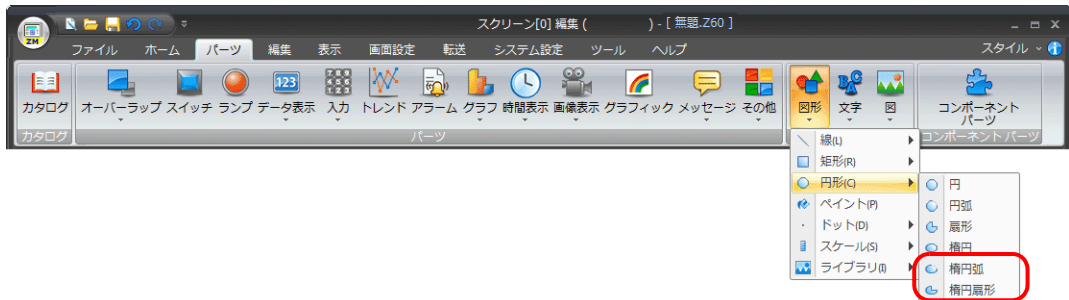 スクリーン[0] 編集 ( ) - [ 無題.Z60 ]
ZM
ファイル ホーム パーツ 編集 表示 画面設定 転送 システム設定 ツール ヘルプ スタイル
カタログ オーバーラップ スイッチ ランプ データ表示 入力 トレンド アラーム グラフ 時間表示 画像表示 グラフィック メッセージ その他 図形 文字 図 コンポーネント
パーツ
カタログ パーツ コンポーネント パーツ
線(L)
矩形(R)
円形(C)
ペイント(P)
ドット(D)
スケール(S)
ライブラリ(I)
円
円弧
扇形
楕円
楕円弧
楕円扇形